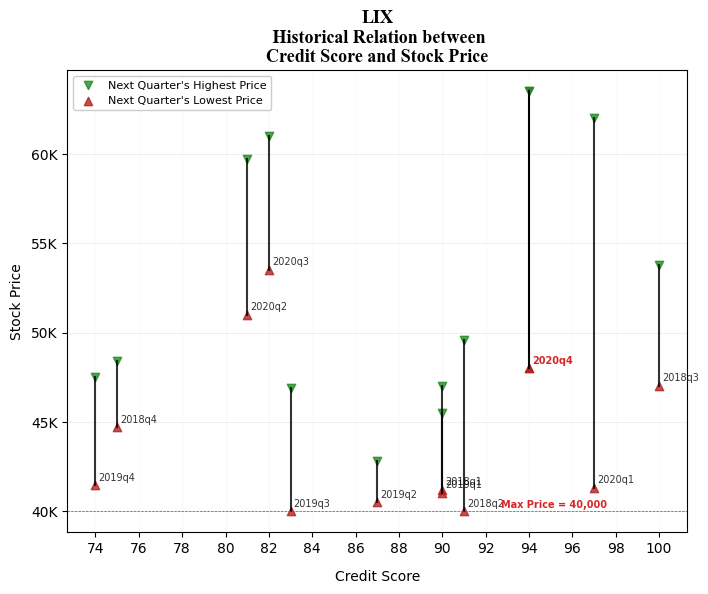 LIX
Historical Relation between
Credit Score and Stock Price
Next Quarter's Highest Price
Next Quarter's Lowest Price
Stock Price
60K
55K
50K
45K
40K
2020q3
2020q2
2020q4
2018q3
2018q4
2019q4
2020q1
2018q1
2019q1
2019q2
2019q3
2018q2
Max Price = 40,000
74 76 78 80 82 84 86 88 90 92 94 96 98 100
Credit Score